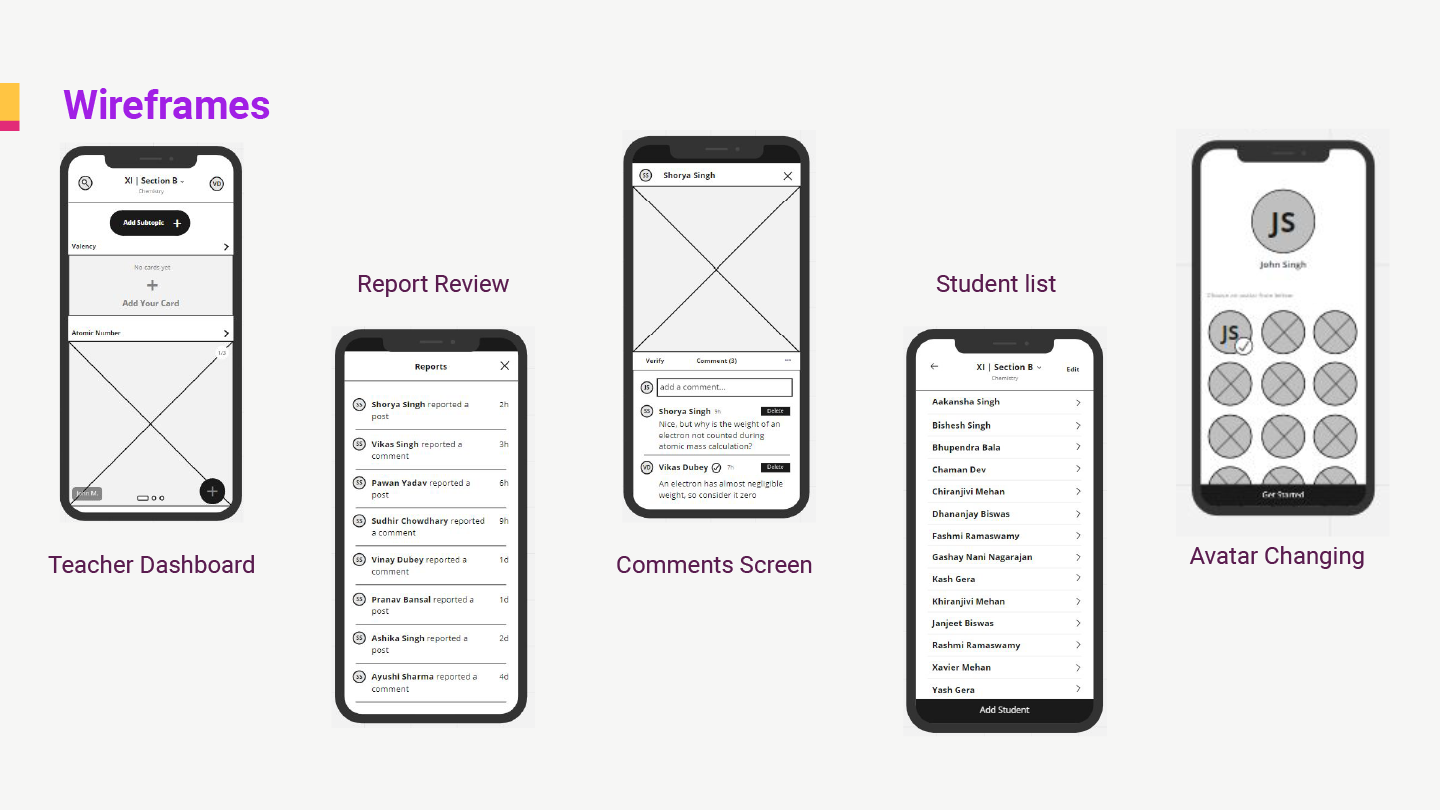 Wireframes
XI | Section B
VD
Chemistry
Add Subtopic +
Valency
No cards yet
+
Add Your Card
Atomic Number
1/3
John M.
+
Teacher Dashboard
Report Review
Reports
SS Shorya Singh reported a 2h
post
SS Vikas Singh reported a 3h
comment
SS Pawan Yadav reported a 6h
post
SS Sudhir Chowdhary reported 9h
a comment
SS Vinay Dubey reported a 1d
comment
SS Pranav Bansal reported a 1d
post
SS Ashika Singh reported a 2d
post
SS Ayushi Sharma reported a 4d
comment
SS Shorya Singh
Verify Comment (3) ...
JS add a comment...
SS Shorya Singh 9h Delete
Nice, but why is the weight of an
electron not counted during
atomic mass calculation?
VD Vikas Dubey 7h Delete
An electron has almost negligible
weight, so consider it zero
Comments Screen
Student list
XI | Section B Edit
Chemistry
Aakansha Singh
Bishesh Singh
Bhupendra Bala
Chaman Dev
Chiranjivi Mehan
Dhananjay Biswas
Fashmi Ramaswamy
Gashay Nani Nagarajan
Kash Gera
Khiranjivi Mehan
Janjeet Biswas
Rashmi Ramaswamy
Xavier Mehan
Yash Gera
Add Student
JS
John Singh
Choose an avatar from below
JS
Get Started
Avatar Changing